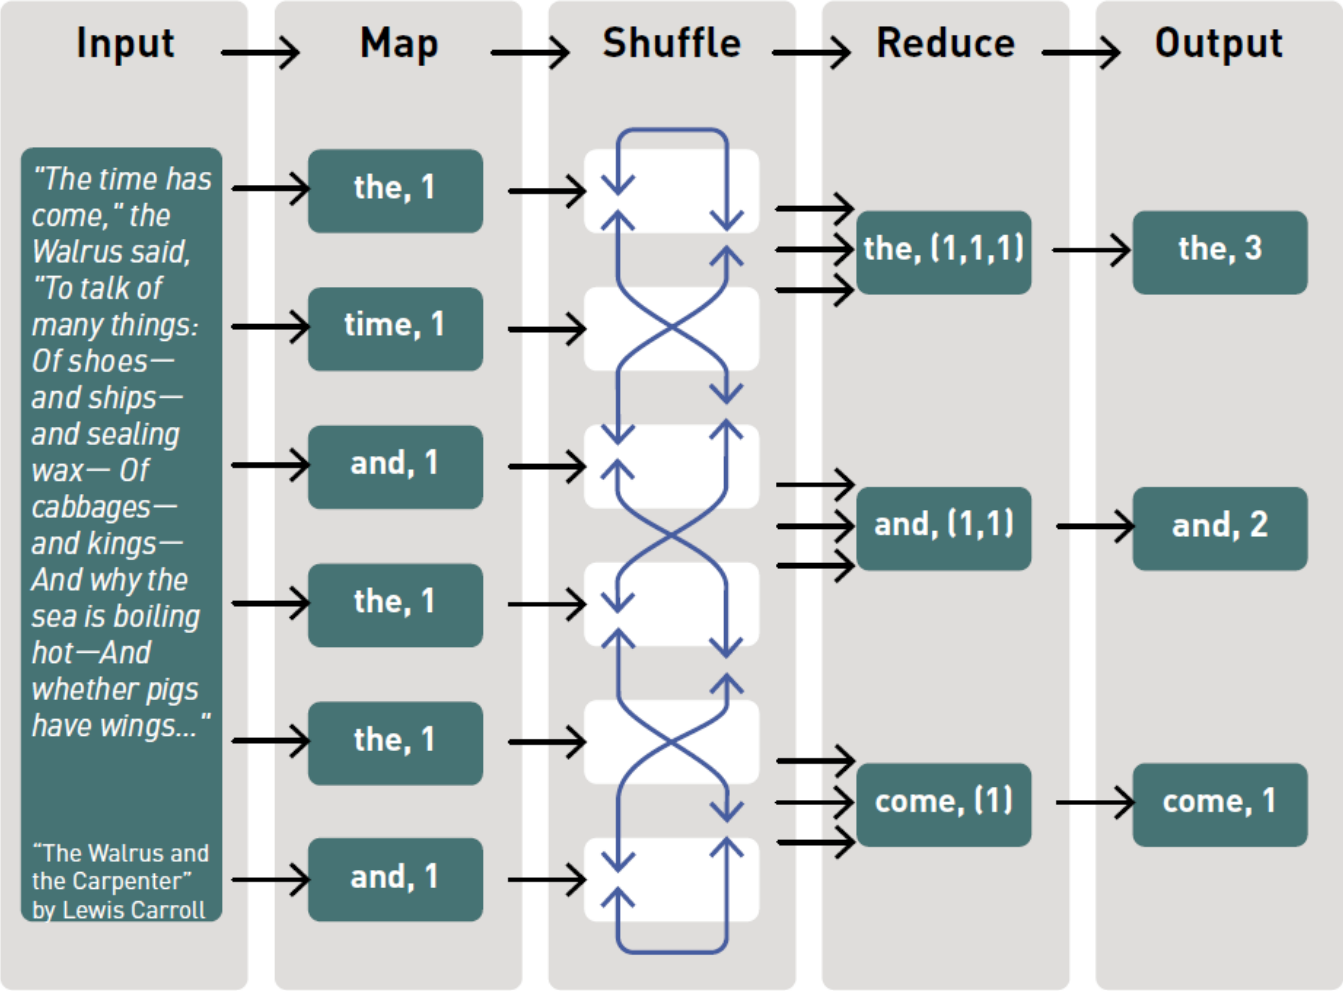 Input
Map
Shuffle
Reduce
Output
"The time has
come," the
Walrus said,
"To talk of
many things:
Of shoes—
and ships—
and sealing
wax— Of
cabbages—
and kings—
And why the
sea is boiling
hot—And
whether pigs
have wings..."
“The Walrus and
the Carpenter”
by Lewis Carroll
the, 1
time, 1
and, 1
the, 1
the, 1
and, 1
the, (1,1,1)
and, (1,1)
come, (1)
the, 3
and, 2
come, 1